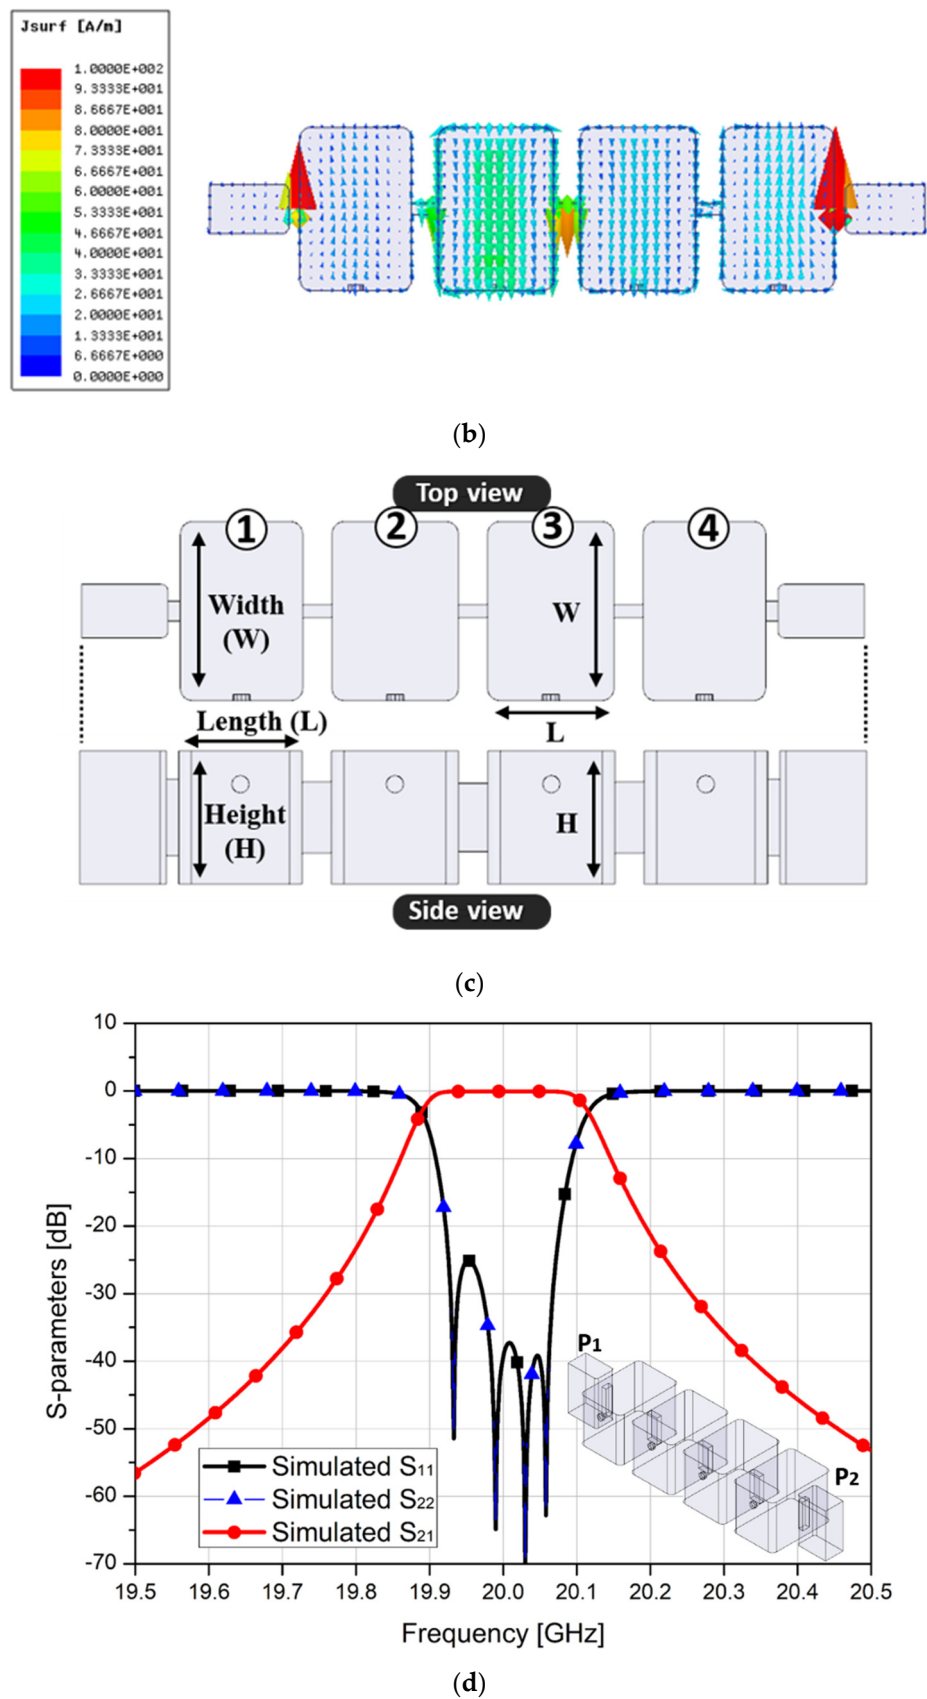 Jsurf [A/m]
1.0000E+002
9.3333E+001
8.6667E+001
8.0000E+001
7.3333E+001
6.6667E+001
6.0000E+001
5.3333E+001
4.6667E+001
4.0000E+001
3.3333E+001
2.6667E+001
2.0000E+001
1.3333E+001
6.6667E+000
0.0000E+000
(b)
Top view
1 2 3 4
Width
(W)
W
Length (L)
L
Height
(H)
H
Side view
(c)
10
0
-10
-20
-30
-40
-50
-60
-70
S-parameters [dB]
P1
P2
Simulated S11
Simulated S22
Simulated S21
19.5 19.6 19.7 19.8 19.9 20.0 20.1 20.2 20.3 20.4 20.5
Frequency [GHz]
(d)